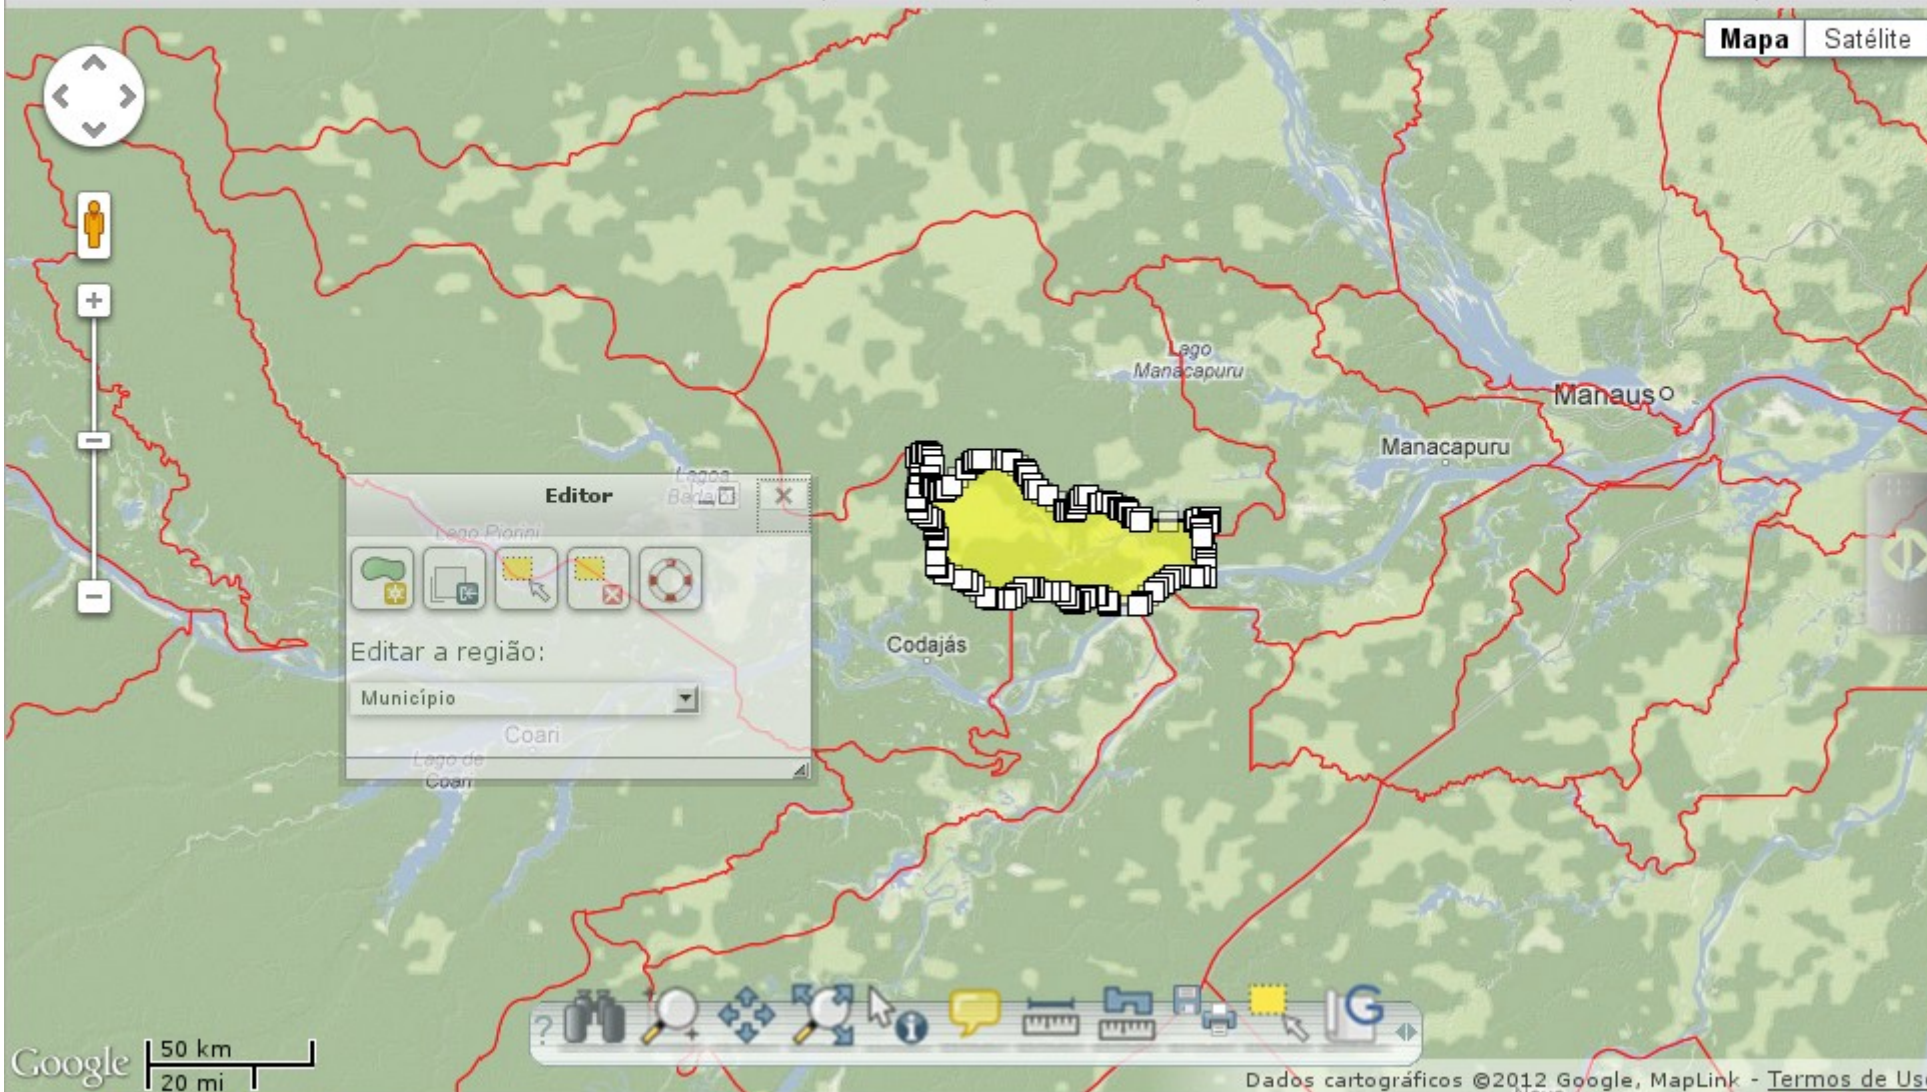 Mapa
Satélite
Lago
Manacapuru
Manaus
Manacapuru
Lagoa
Editor
Lago Piorini
Editar a região:
Codajás
Município
Coari
Lago de
Coari
?
G
Google
50 km
20 mi
Dados cartográficos ©2012 Google, MapLink - Termos de Us